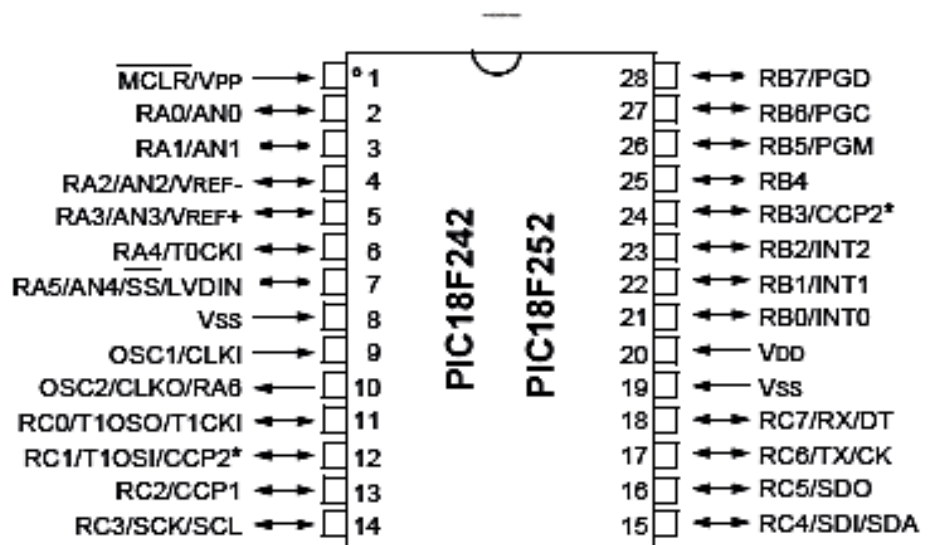 MCLR/VPP 1
RA0/AN0 2
RA1/AN1 3
RA2/AN2/VREF- 4
RA3/AN3/VREF+ 5
RA4/T0CKI 6
RA5/AN4/SS/LVDIN 7
VSS 8
OSC1/CLKI 9
OSC2/CLKO/RA6 10
RC0/T1OSO/T1CKI 11
RC1/T1OSI/CCP2* 12
RC2/CCP1 13
RC3/SCK/SCL 14
PIC18F242
PIC18F252
28 RB7/PGD
27 RB6/PGC
26 RB5/PGM
25 RB4
24 RB3/CCP2*
23 RB2/INT2
22 RB1/INT1
21 RB0/INT0
20 VDD
19 VSS
18 RC7/RX/DT
17 RC6/TX/CK
16 RC5/SDO
15 RC4/SDI/SDA